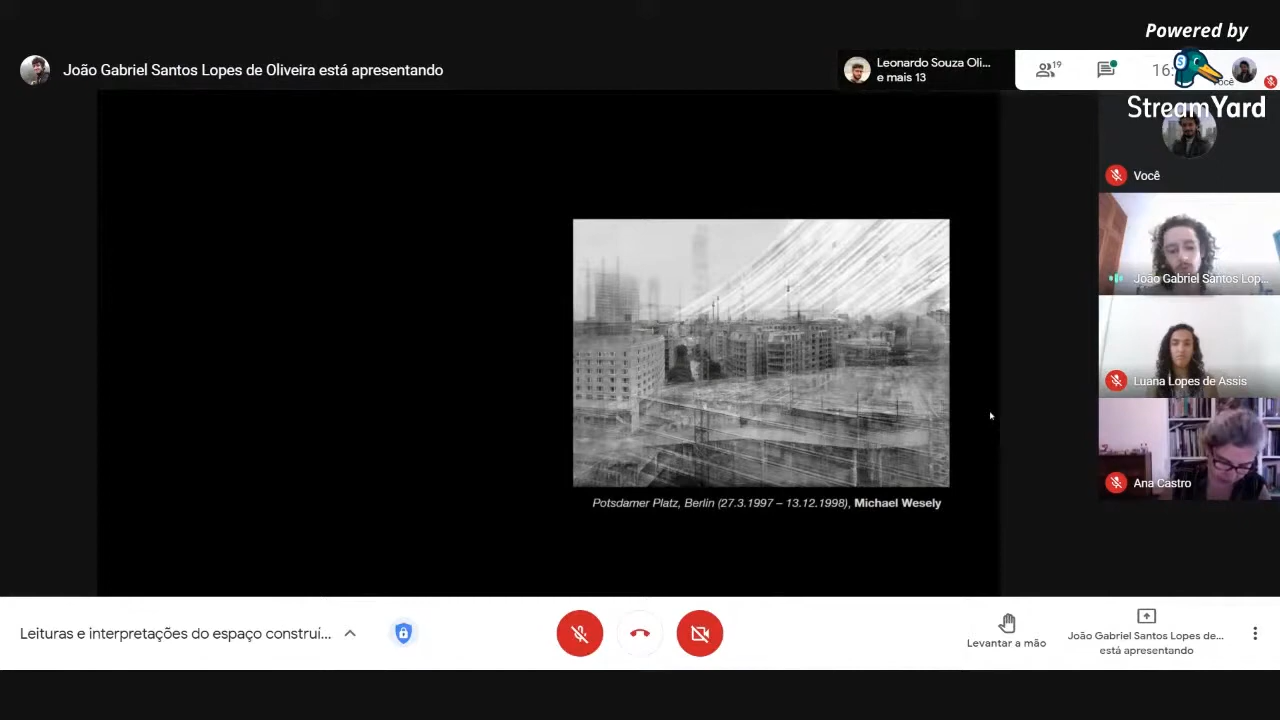 Powered by
StreamYard
João Gabriel Santos Lopes de Oliveira está apresentando
Leonardo Souza Oli...
e mais 13
19
16:
Você
Você
João Gabriel Santos Lop...
Luana Lopes de Assis
Ana Castro
Potsdamer Platz, Berlin (27.3.1997 – 13.12.1998), Michael Wesely
Leituras e interpretações do espaço construí...
Levantar a mão
João Gabriel Santos Lopes de...
está apresentando